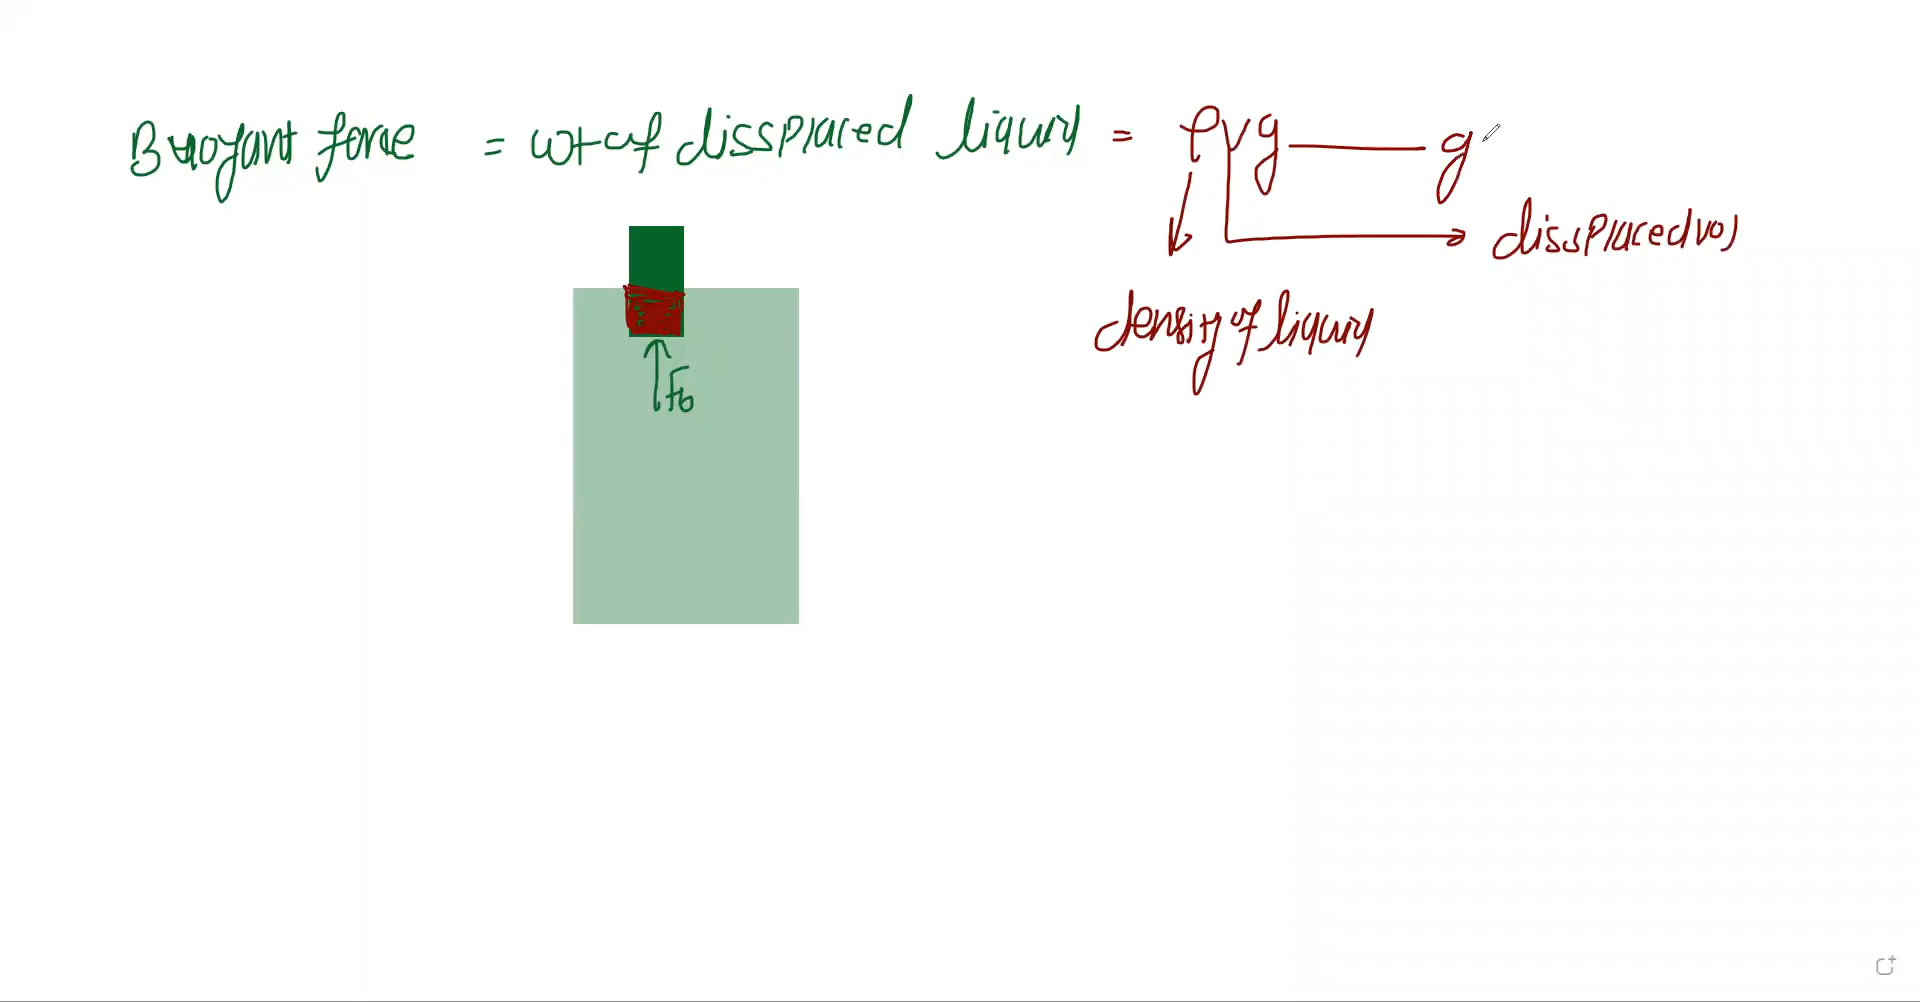 Buoyant force = wt of dissplaced liquid = ρvg — g
dissplaced vol
density of liquid
Fb